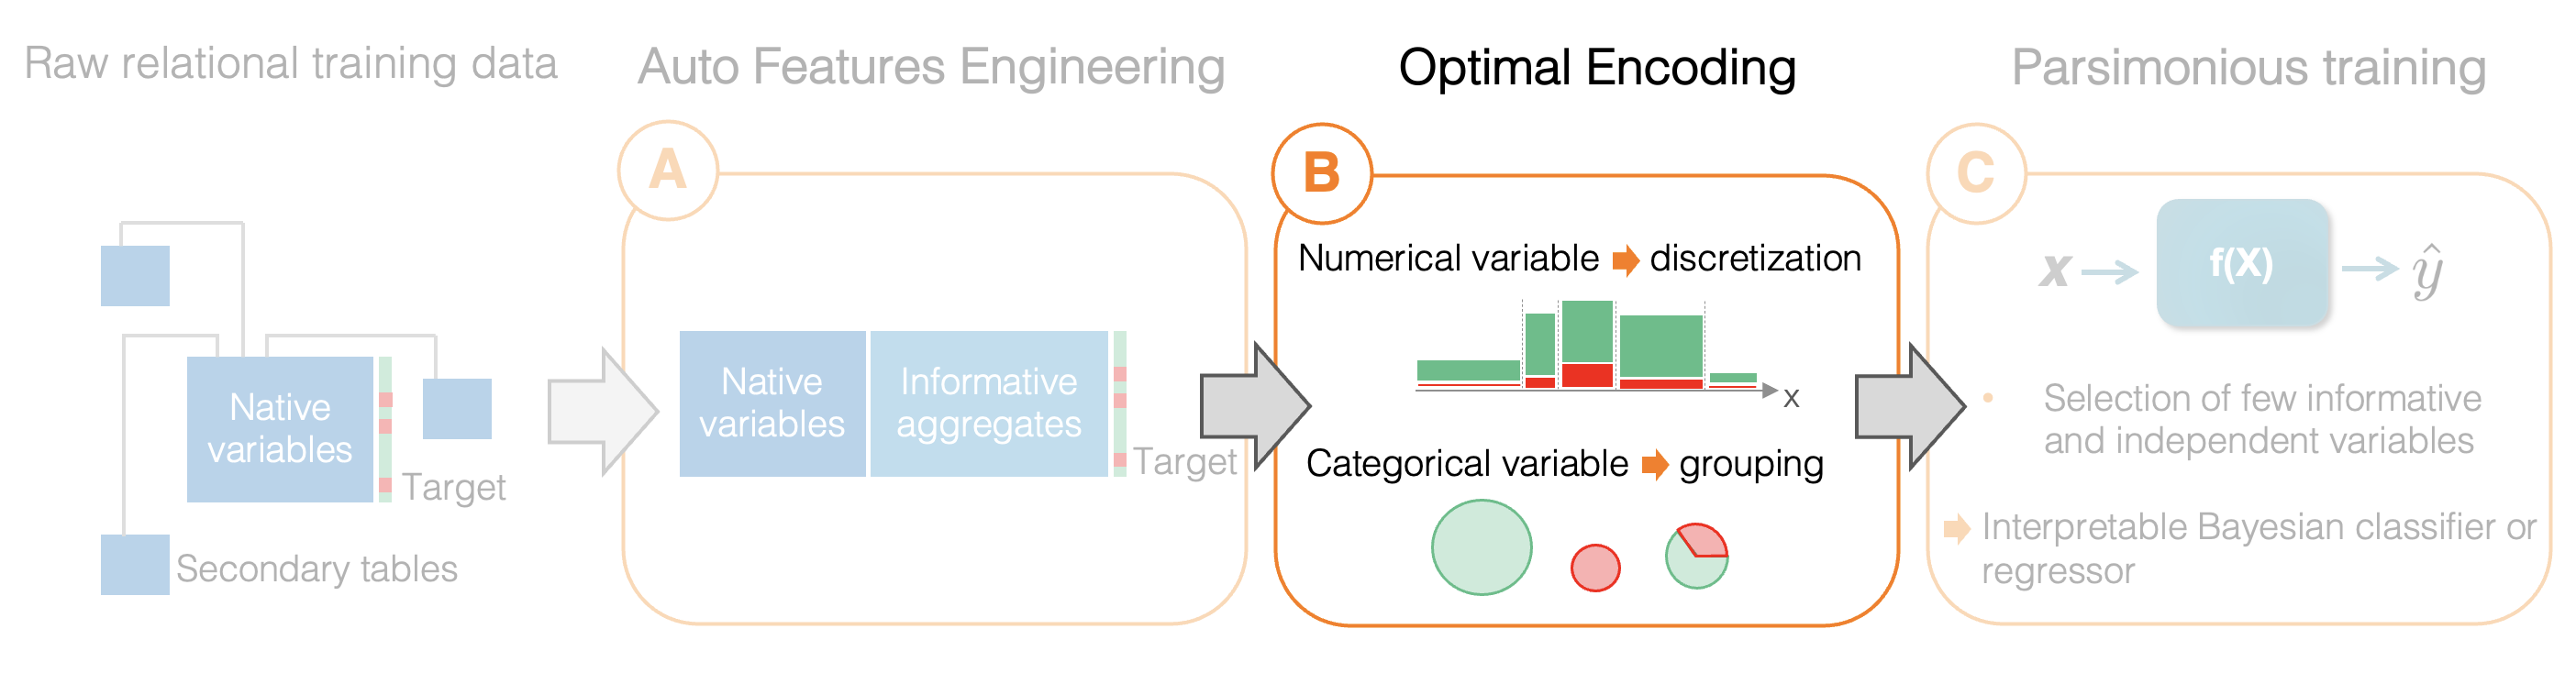 Raw relational training data
Auto Features Engineering
Optimal Encoding
Parsimonious training
Native
variables
Target
Secondary tables
A
Native
variables
Informative
aggregates
Target
B
Numerical variable discretization
x
Categorical variable grouping
C
x
f(X)
ŷ
• Selection of few informative
and independent variables
Interpretable Bayesian classifier or
regressor